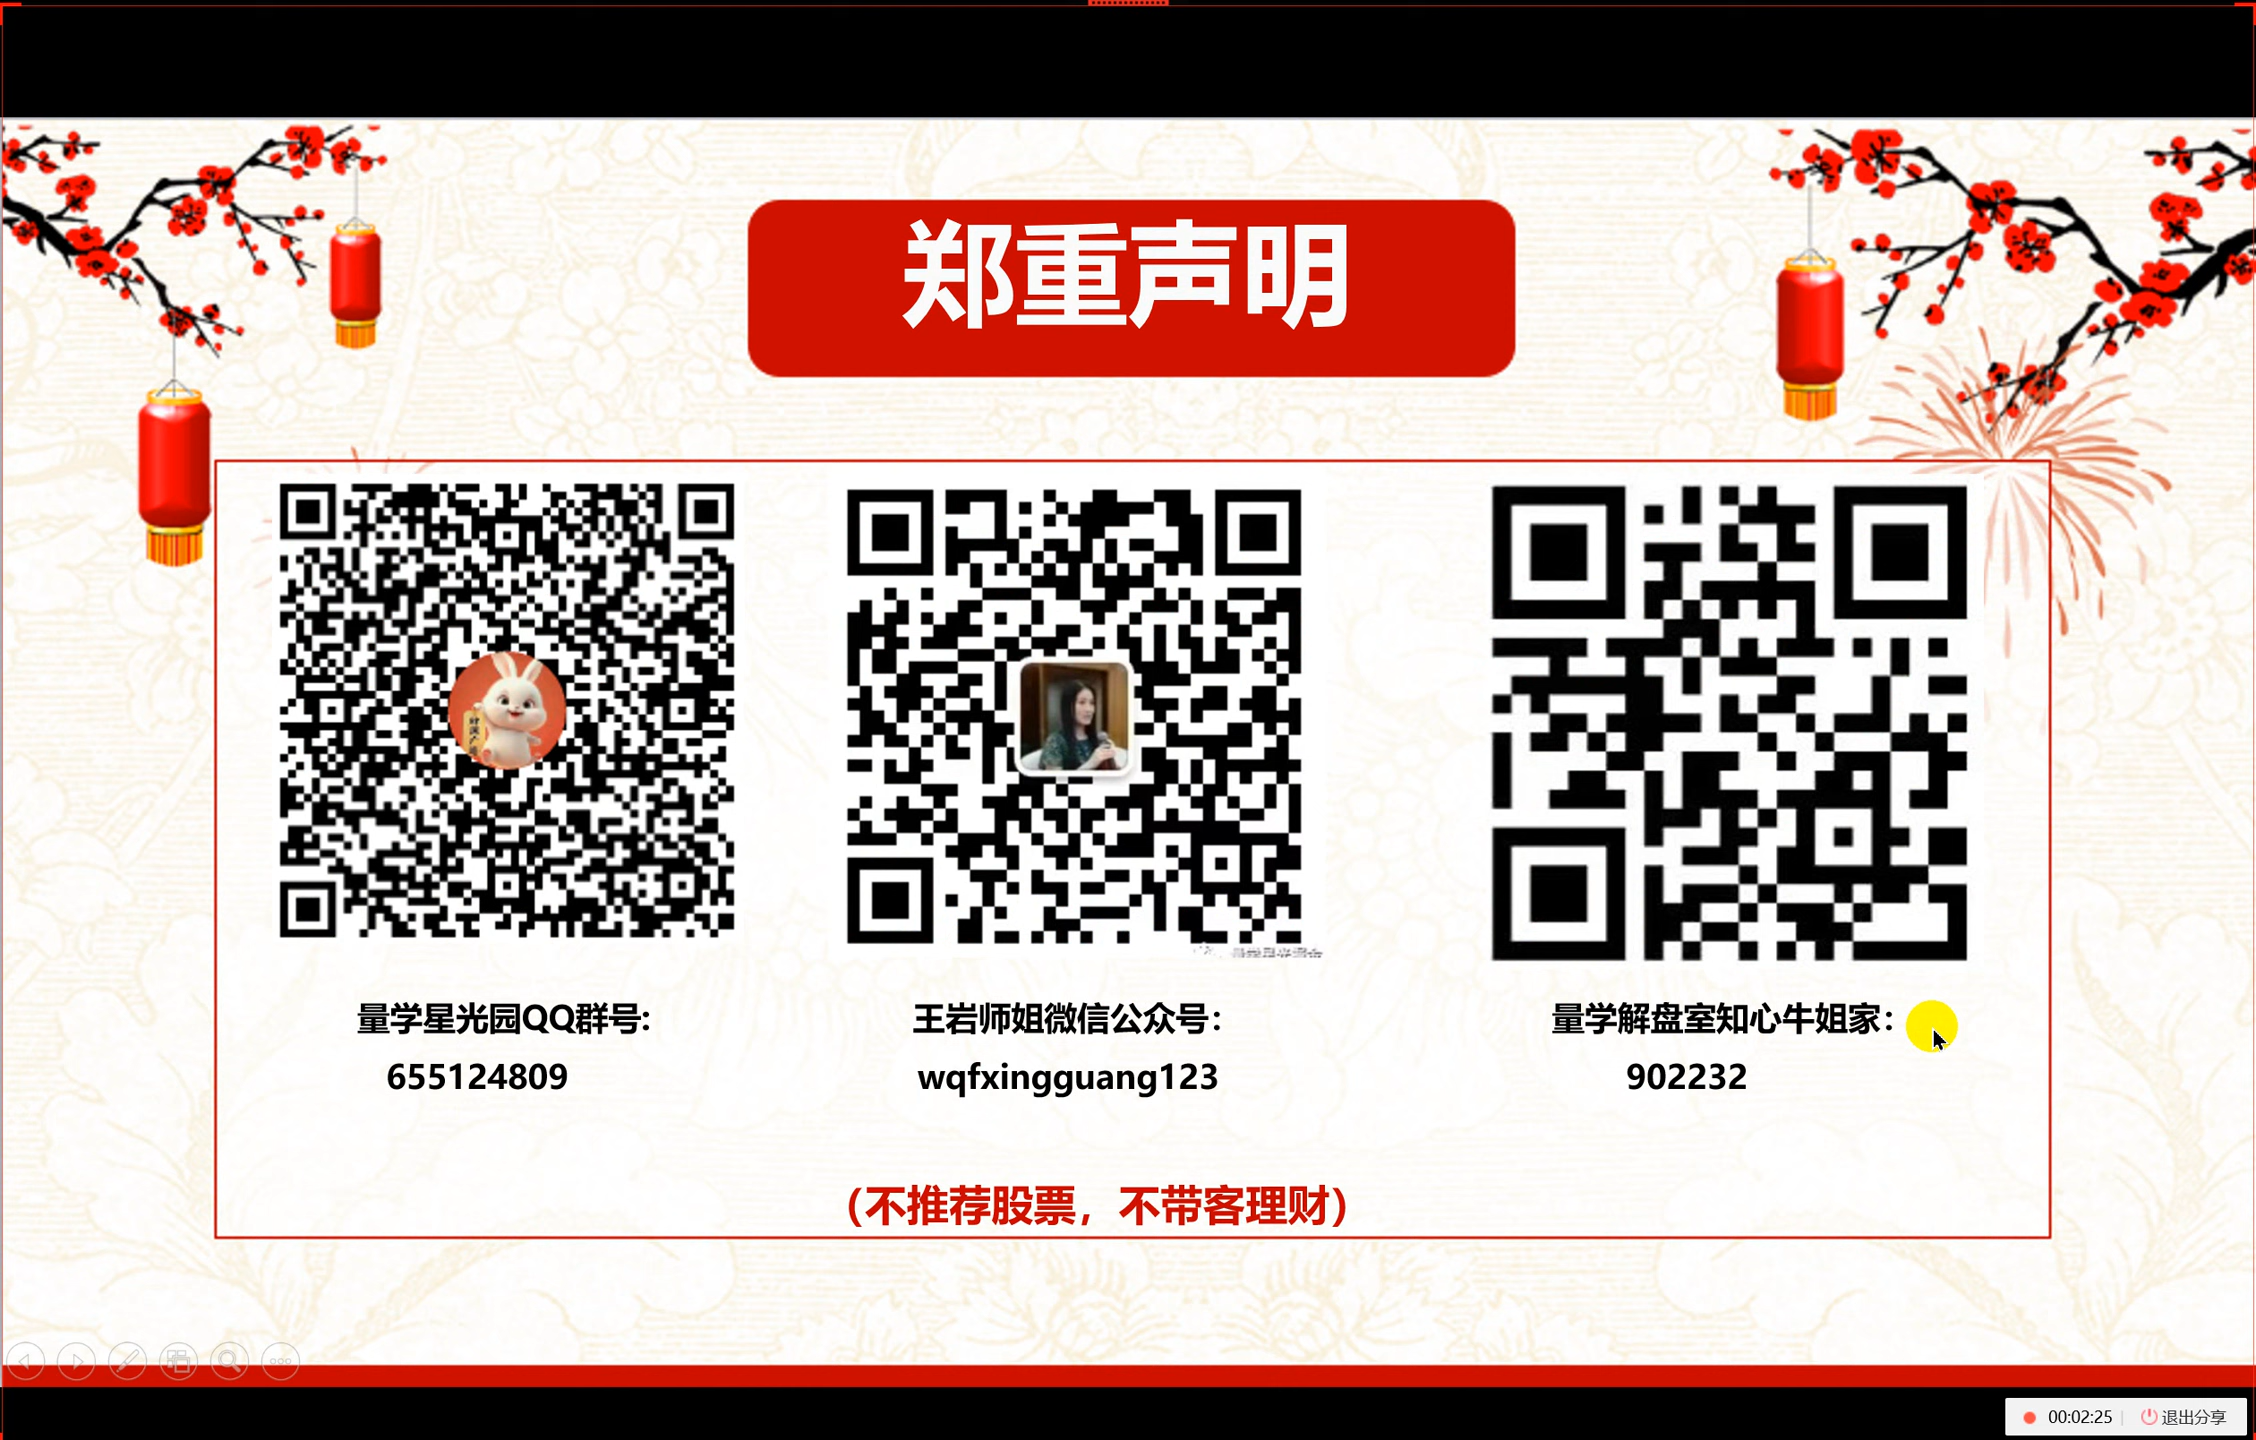 郑重声明
量学星光园QQ群号:
655124809
王岩师姐微信公众号:
wqfxingguang123
量学解盘室知心牛姐家:
902232
（不推荐股票，不带客理财）
00:02:25
退出分享